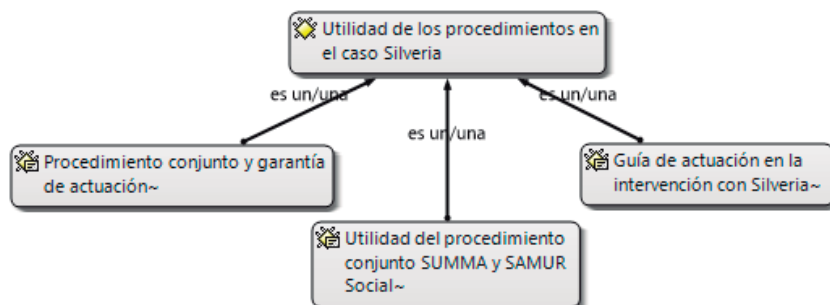 Utilidad de los procedimientos en
el caso Silveria
es un/una
es un/una
es un/una
Procedimiento conjunto y garantía
de actuación~
Guía de actuación en la
intervención con Silveria~
Utilidad del procedimiento
conjunto SUMMA y SAMUR
Social~